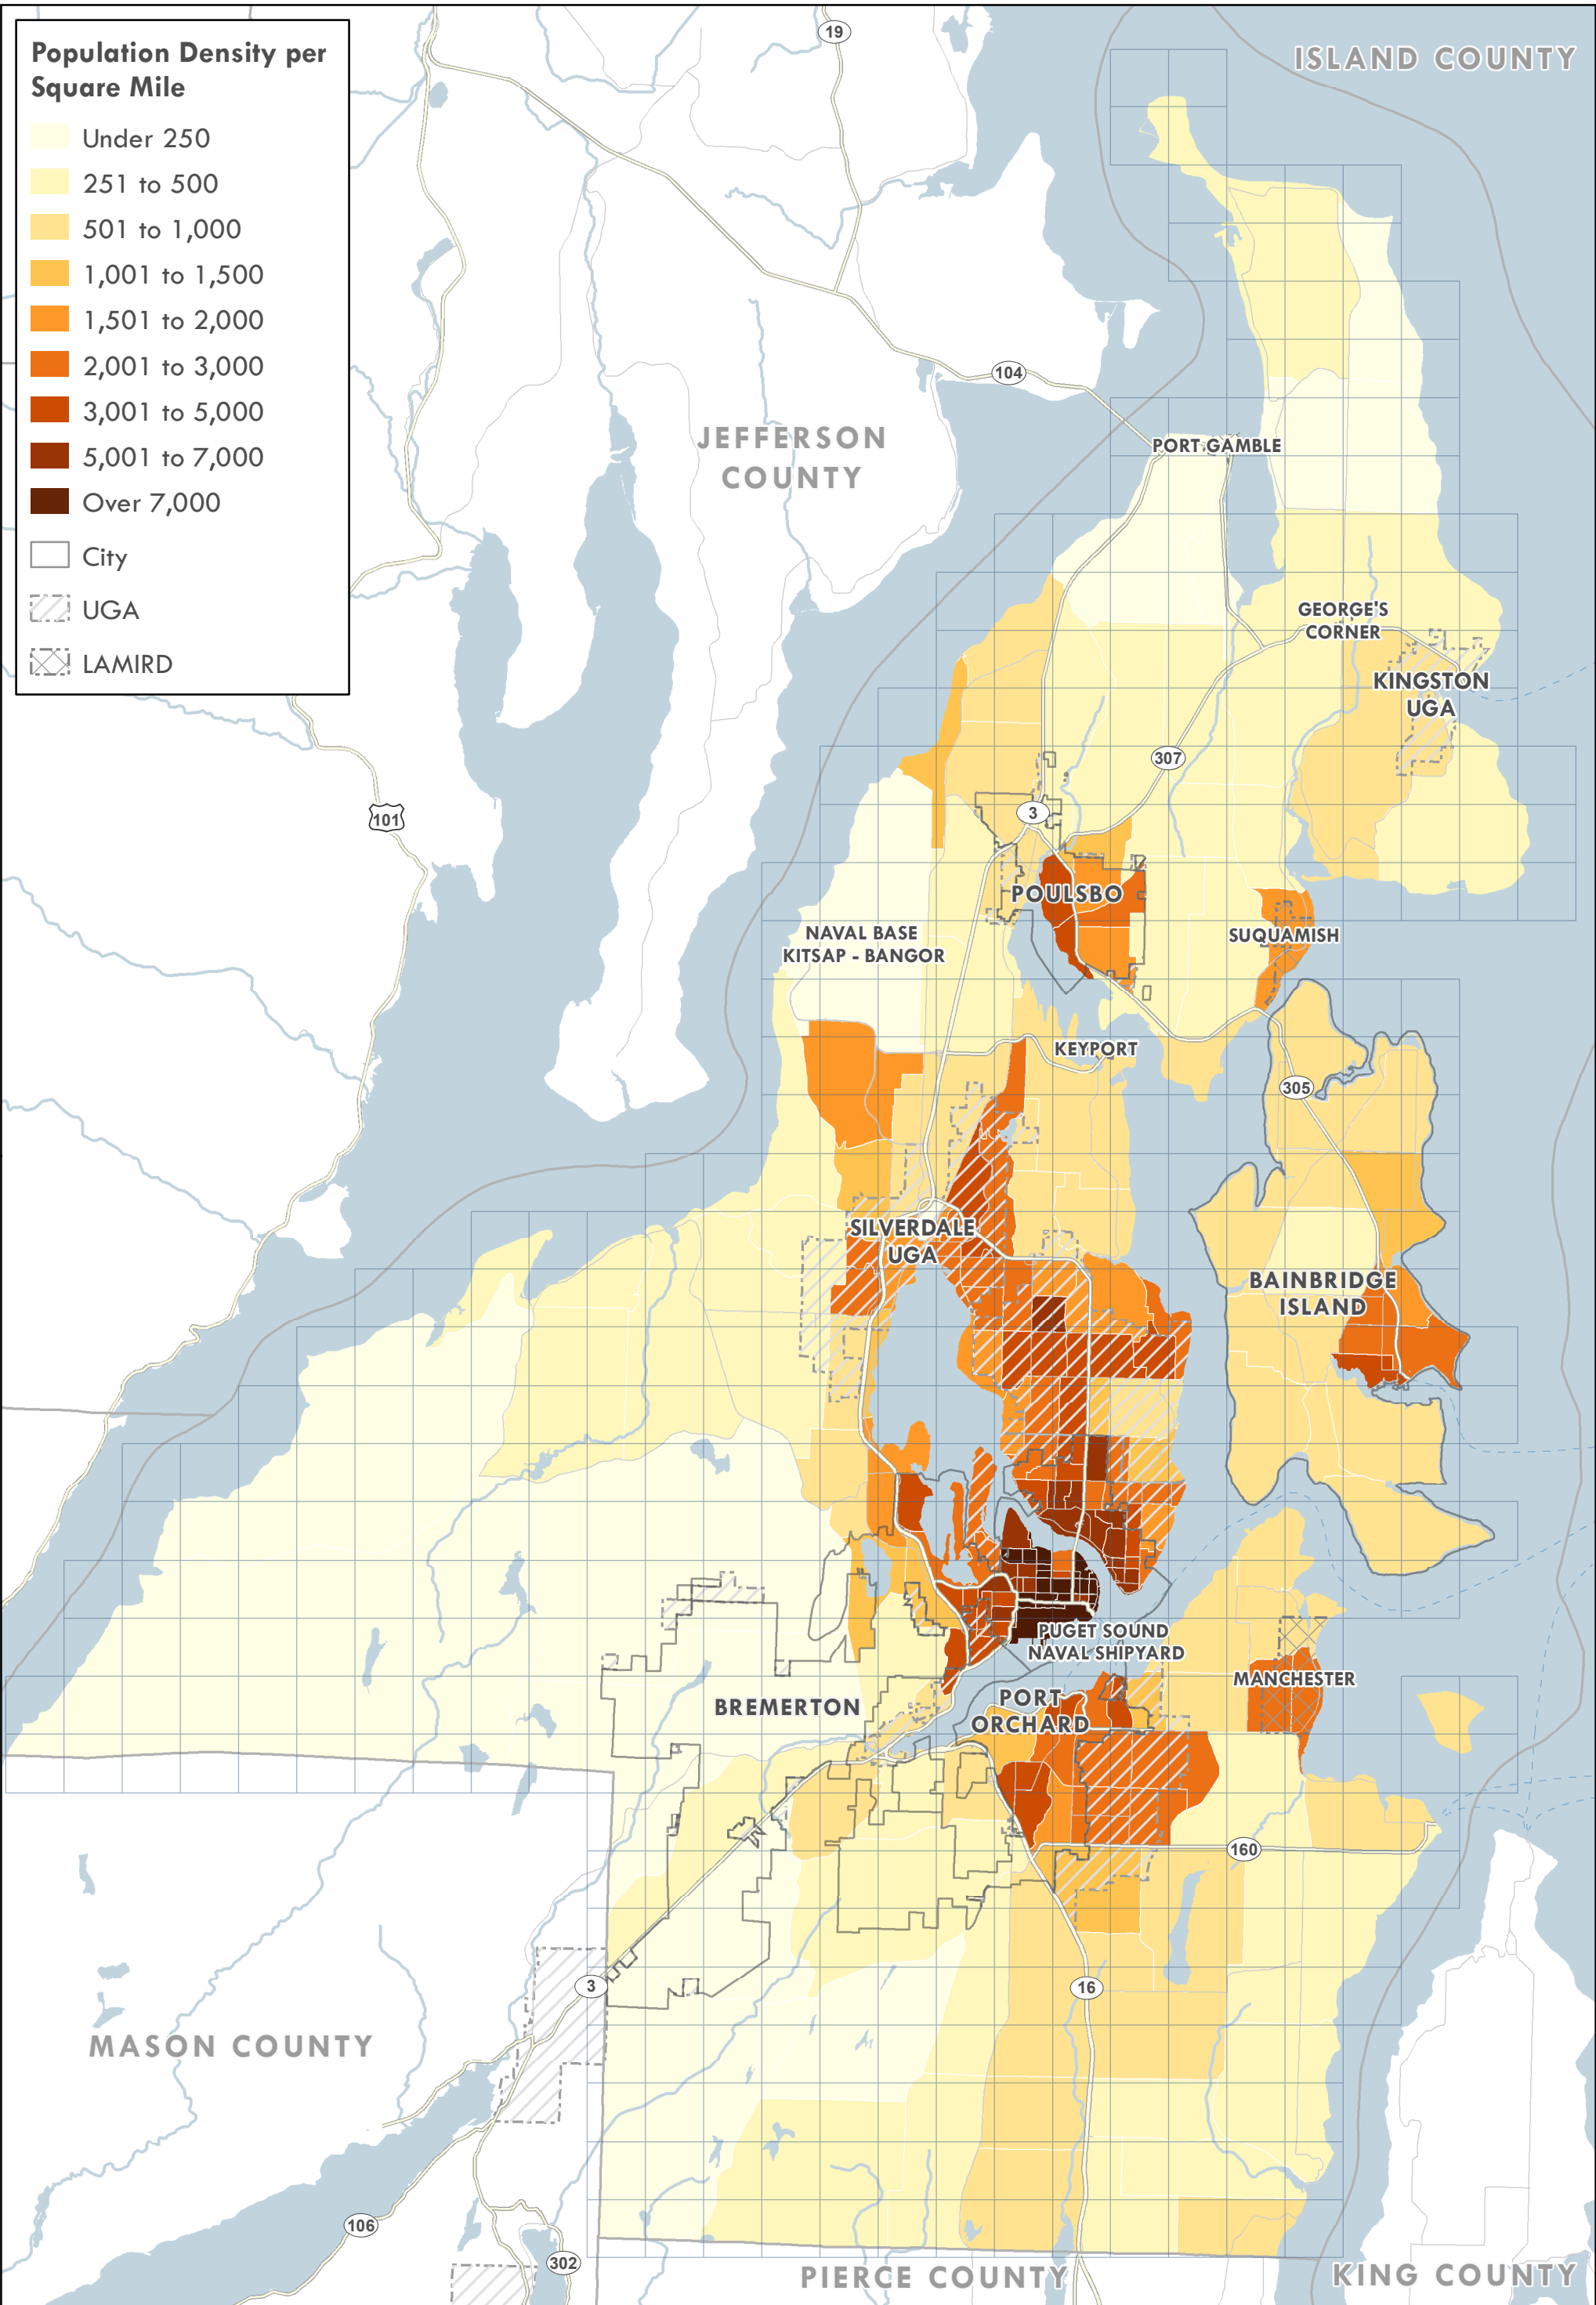 Population Density per
Square Mile
Under 250
251 to 500
501 to 1,000
1,001 to 1,500
1,501 to 2,000
2,001 to 3,000
3,001 to 5,000
5,001 to 7,000
Over 7,000
City
UGA
LAMIRD
19
ISLAND COUNTY
104
JEFFERSON
COUNTY
PORT GAMBLE
GEORGE'S
CORNER
KINGSTON
UGA
307
3
101
POULSBO
NAVAL BASE
KITSAP - BANGOR
SUQUAMISH
KEYPORT
305
SILVERDALE
UGA
BAINBRIDGE
ISLAND
PUGET SOUND
NAVAL SHIPYARD
MANCHESTER
BREMERTON
PORT
ORCHARD
160
3
16
MASON COUNTY
106
302
PIERCE COUNTY
KING COUNTY